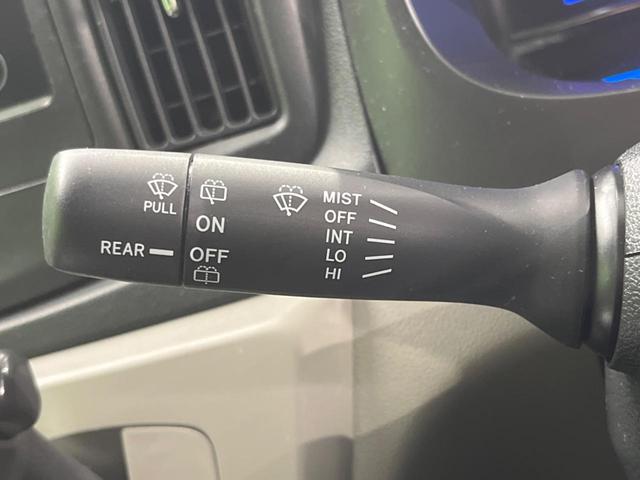 PULL
REAR
ON
OFF
MIST
OFF
INT
LO
HI